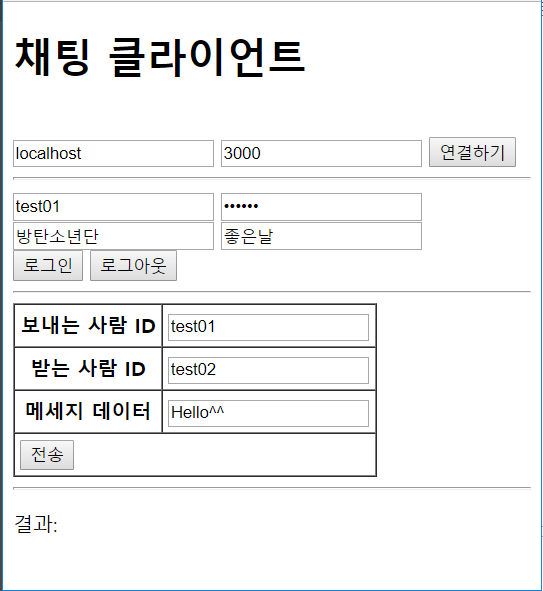 채팅 클라이언트
localhost 3000 연결하기
test01 ••••••
방탄소년단 좋은날
로그인 로그아웃
보내는 사람 ID test01
받는 사람 ID test02
메세지 데이터 Hello^^
전송
결과: